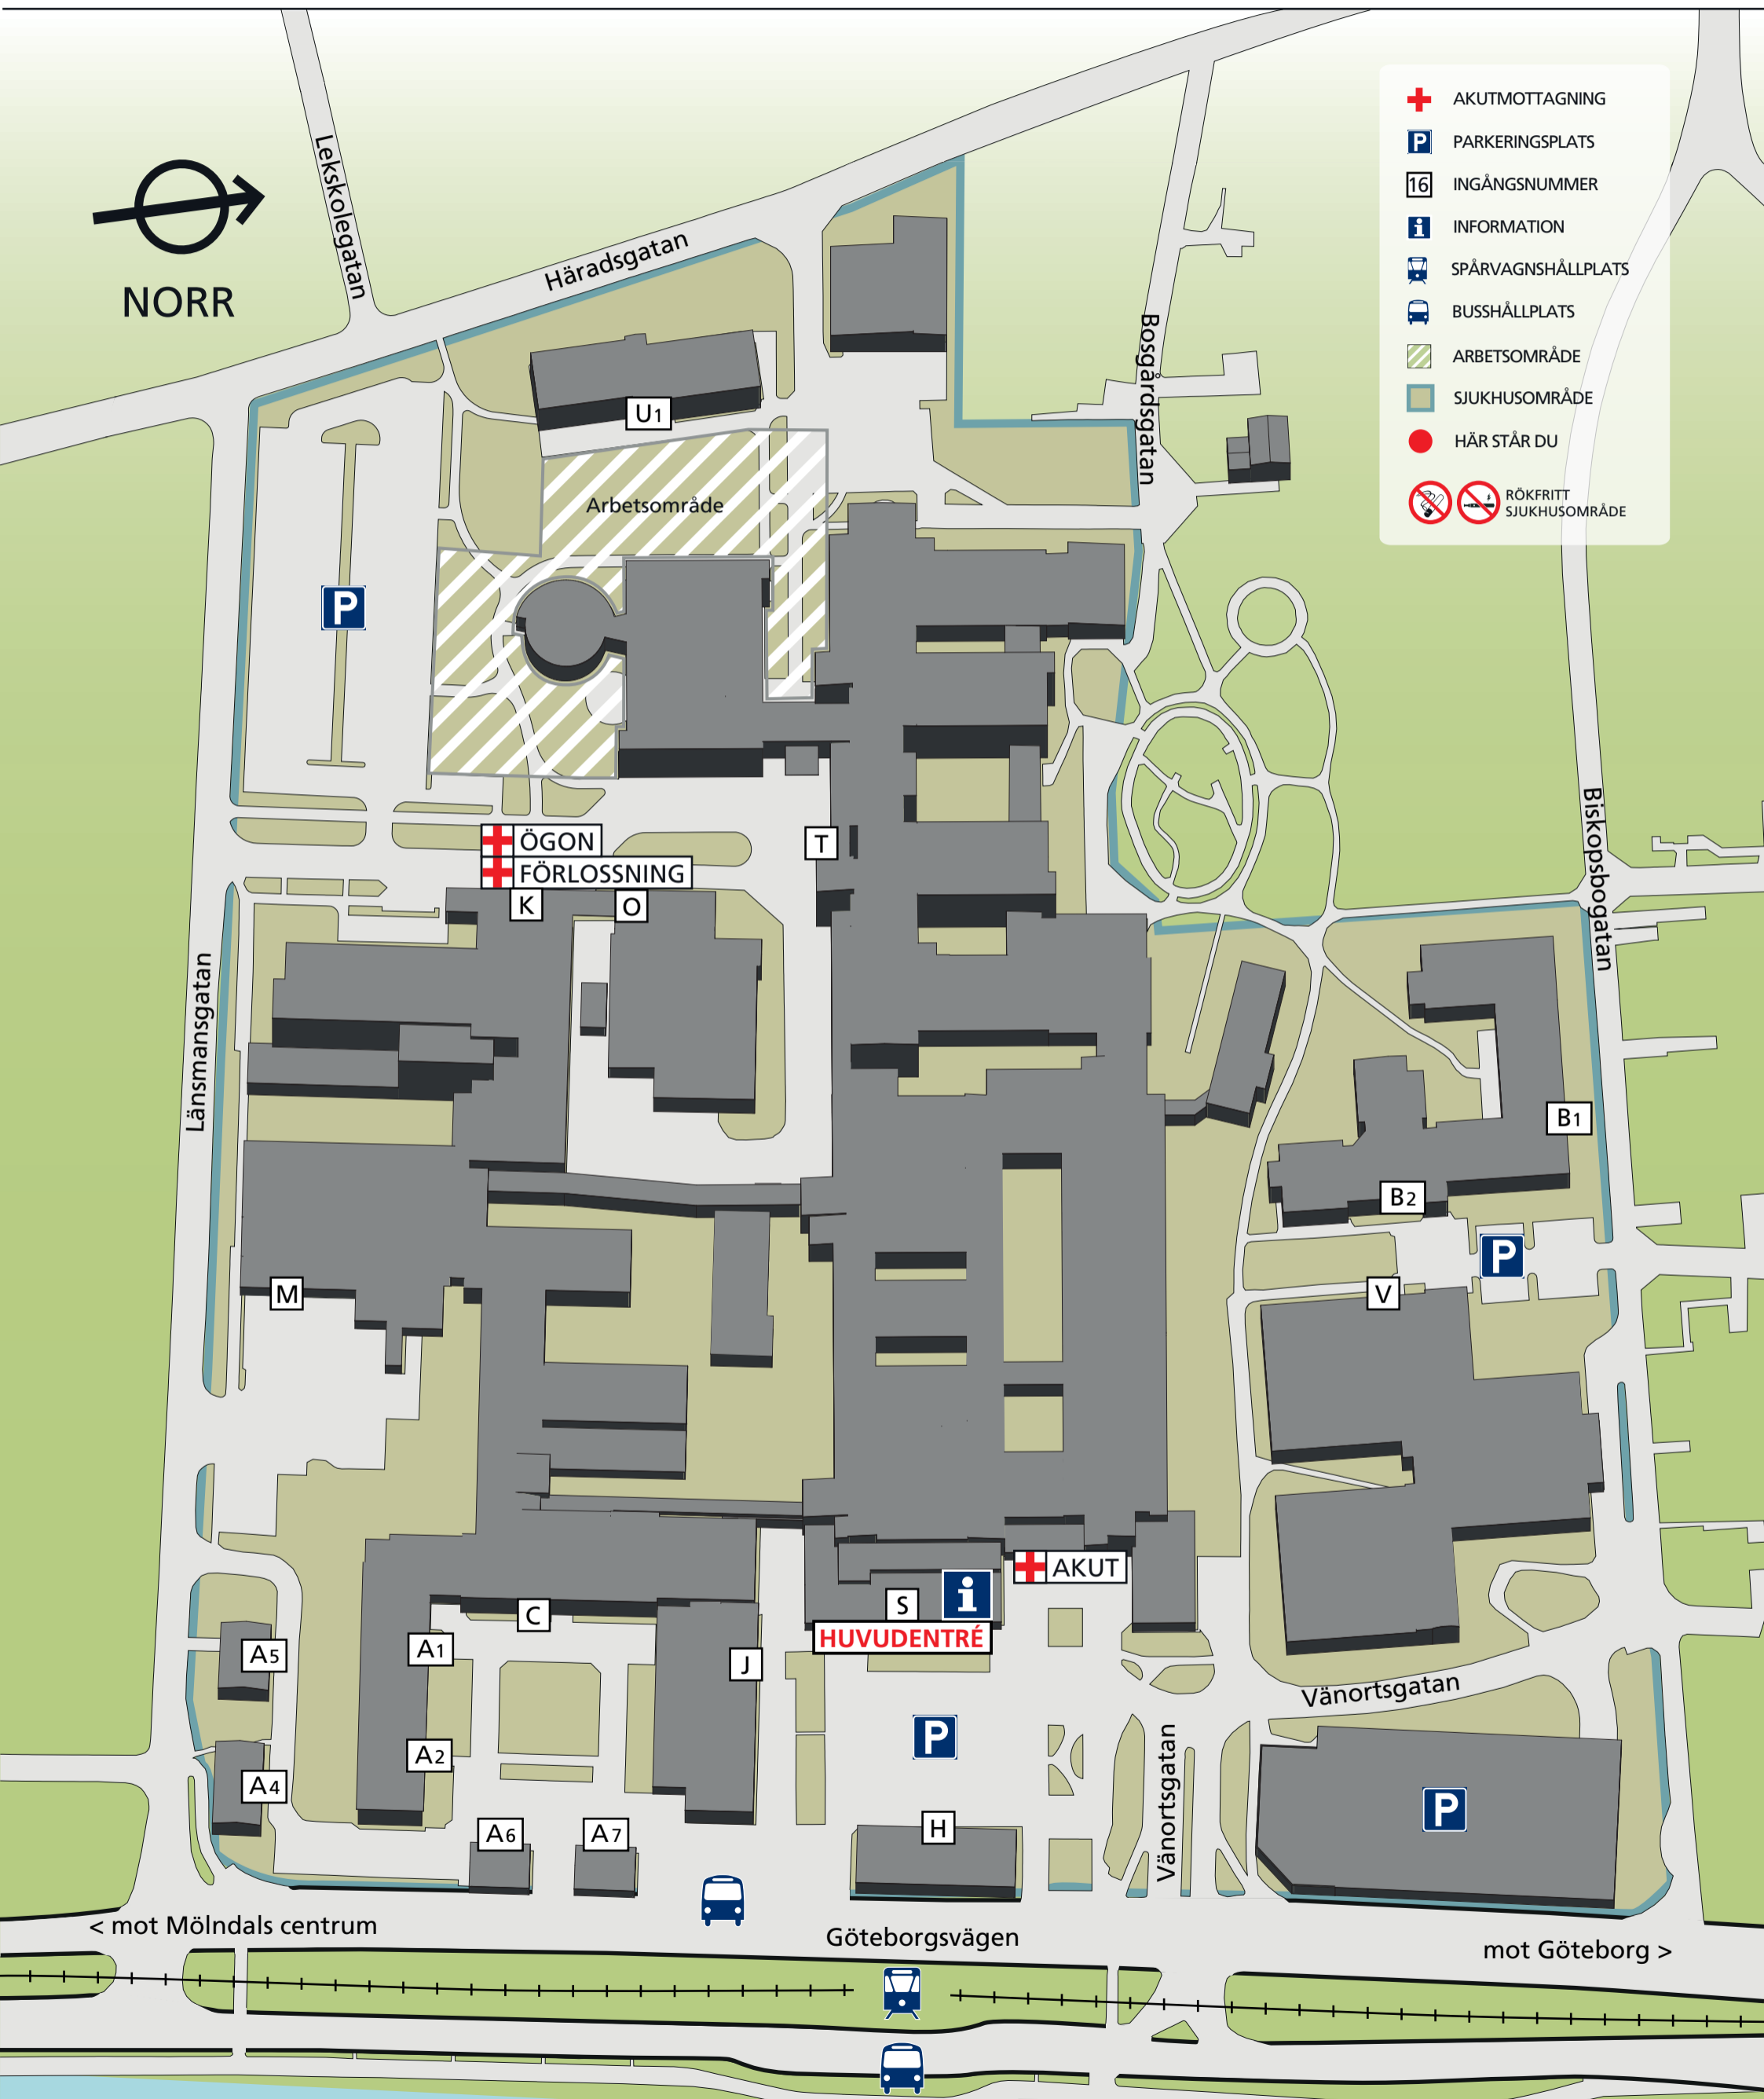 AKUTMOTTAGNING
P PARKERINGSPLATS
16 INGÅNGSNUMMER
i INFORMATION
SPÅRVAGNSHÅLLPLATS
BUSSHÅLLPLATS
ARBETSOMRÅDE
SJUKHUSOMRÅDE
HÄR STÅR DU
RÖKFRITT
SJUKHUSOMRÅDE
Lekskolegatan
NORR
Häradsgatan
Bosgårdsgatan
U1
Arbetsområde
P
Biskopsbogatan
ÖGON
T
FÖRLOSSNING
K
O
Länsmansgatan
B1
B2
P
M
V
AKUT
i
S
C
HUVUDENTRÉ
A1
A5
J
Vänortsgatan
P
A2
A4
Vänortsgatan
P
A6
A7
H
< mot Mölndals centrum
Göteborgsvägen
mot Göteborg >